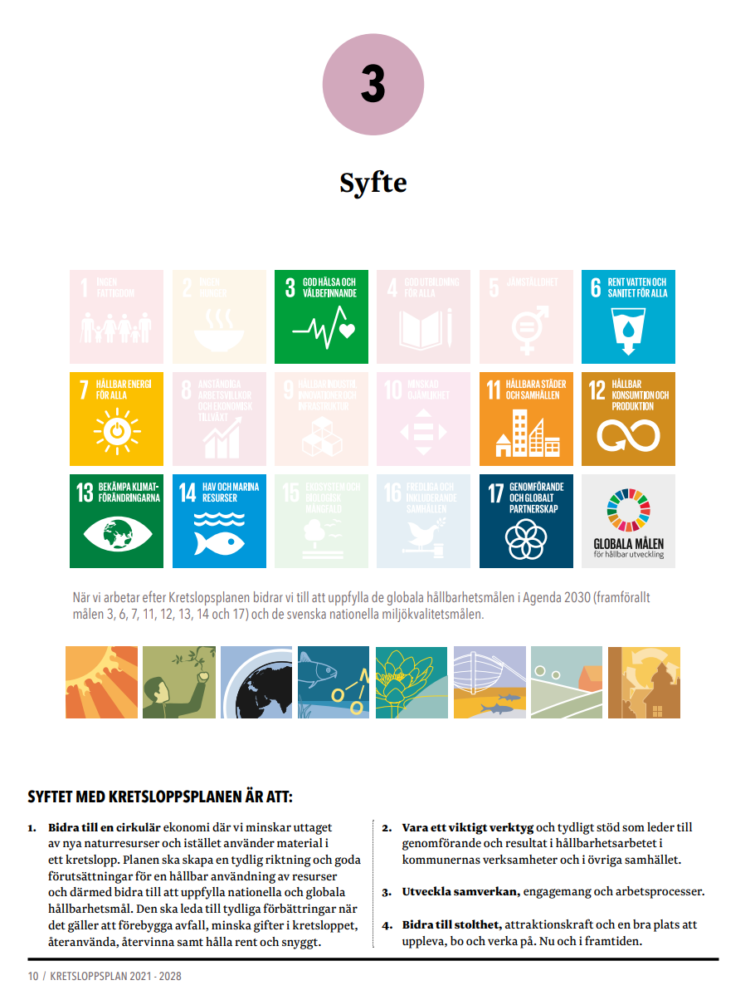 3
Syfte
1 INGEN
FATTIGDOM
2 INGEN
HUNGER
3 GOD HÄLSA OCH
VÄLBEFINNANDE
4 GOD UTBILDNING
FÖR ALLA
5 JÄMSTÄLLDHET
6 RENT VATTEN OCH
SANITET FÖR ALLA
7 HÅLLBAR ENERGI
FÖR ALLA
8 ANSTÄNDIGA
ARBETSVILLKOR
OCH EKONOMISK
TILLVÄXT
9 HÅLLBAR INDUSTRI,
INNOVATIONER OCH
INFRASTRUKTUR
10 MINSKAD
OJÄMLIKHET
11 HÅLLBARA STÄDER
OCH SAMHÄLLEN
12 HÅLLBAR
KONSUMTION OCH
PRODUKTION
13 BEKÄMPA KLIMAT-
FÖRÄNDRINGARNA
14 HAV OCH MARINA
RESURSER
15 EKOSYSTEM OCH
BIOLOGISK
MÅNGFALD
16 FREDLIGA OCH
INKLUDERANDE
SAMHÄLLEN
17 GENOMFÖRANDE
OCH GLOBALT
PARTNERSKAP
GLOBALA MÅLEN
för hållbar utveckling
När vi arbetar efter Kretslopsplanen bidrar vi till att uppfylla de globala hållbarhetsmålen i Agenda 2030 (framförallt
målen 3, 6, 7, 11, 12, 13, 14 och 17) och de svenska nationella miljökvalitetsmålen.
N
O
O
SYFTET MED KRETSLOPPSPLANEN ÄR ATT:
1. Bidra till en cirkulär ekonomi där vi minskar uttaget
av nya naturresurser och istället använder material i
ett kretslopp. Planen ska skapa en tydlig riktning och goda
förutsättningar för en hållbar användning av resurser
och därmed bidra till att uppfylla nationella och globala
hållbarhetsmål. Den ska leda till tydliga förbättringar när
det gäller att förebygga avfall, minska gifter i kretsloppet,
återanvända, återvinna samt hålla rent och snyggt.
2. Vara ett viktigt verktyg och tydligt stöd som leder till
genomförande och resultat i hållbarhetsarbetet i
kommunernas verksamheter och i övriga samhället.
3. Utveckla samverkan, engagemang och arbetsprocesser.
4. Bidra till stolthet, attraktionskraft och en bra plats att
uppleva, bo och verka på. Nu och i framtiden.
10 / KRETSLOPPSPLAN 2021 - 2028